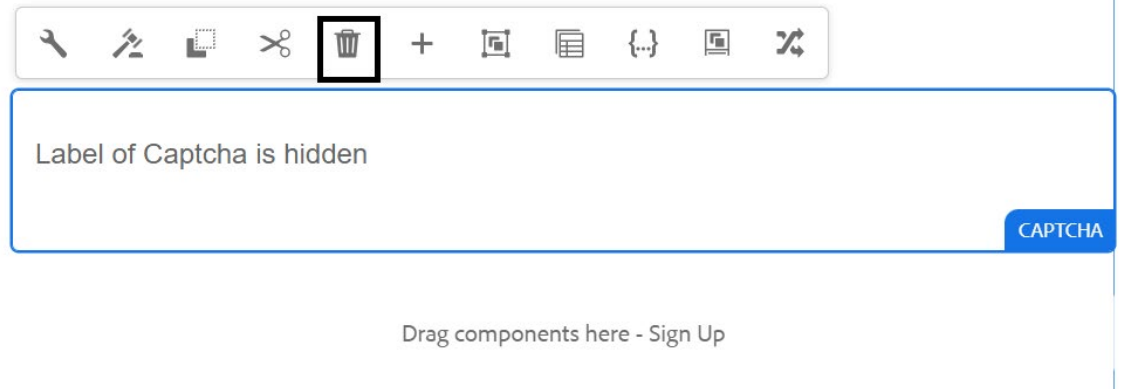 {...}
Label of Captcha is hidden
CAPTCHA
Drag components here - Sign Up